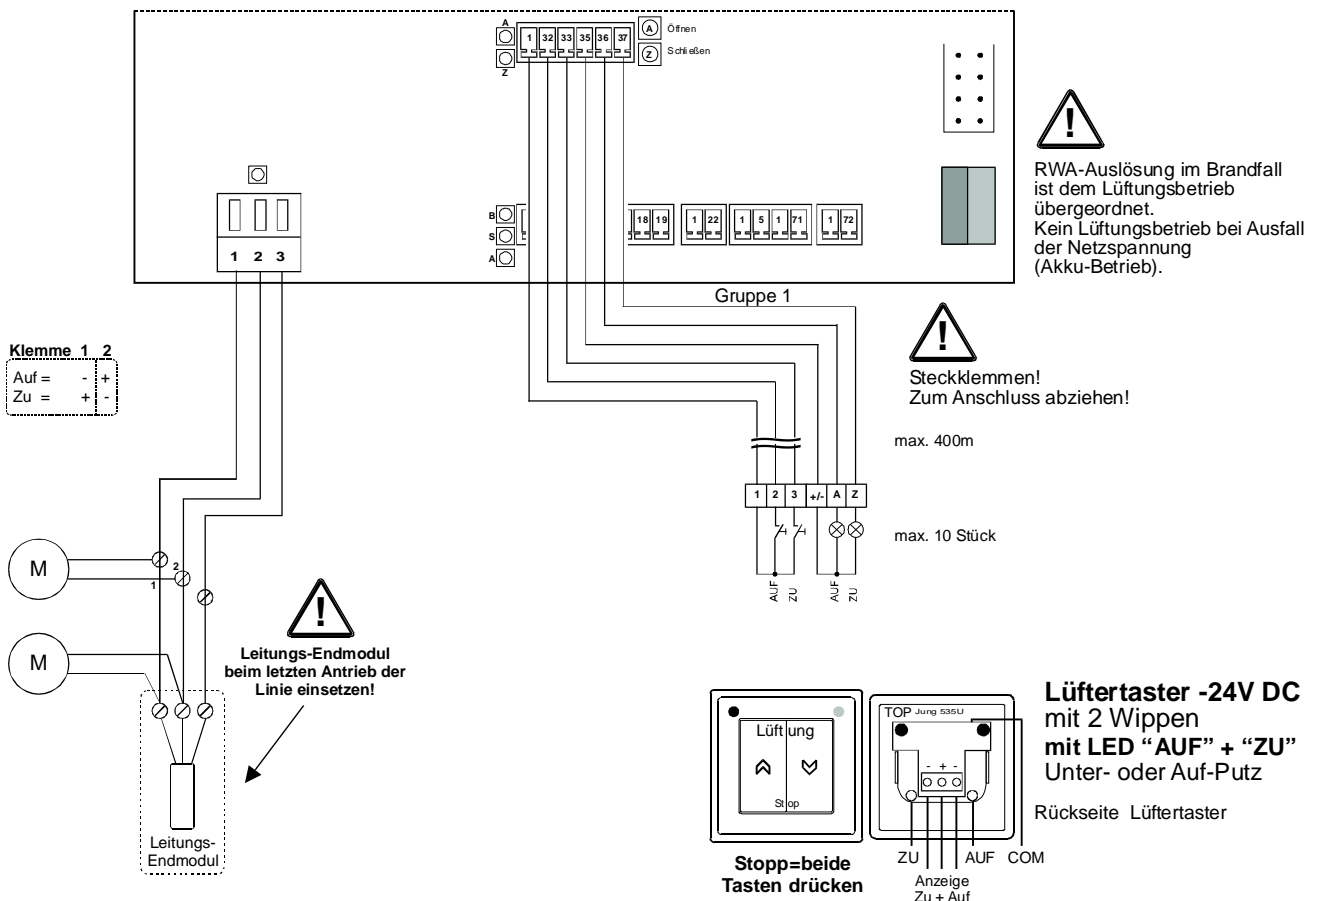 A
Z
1 32 33 35 36 37
A Öffnen
Z Schließen
RWA-Auslösung im Brandfall
ist dem Lüftungsbetrieb
übergeordnet.
Kein Lüftungsbetrieb bei Ausfall
der Netzspannung
(Akku-Betrieb).
B
S
A
18 19
1 22
1 5 1 71
1 72
1 2 3
Gruppe 1
Klemme 1 2
Auf = - +
Zu = + -
Steckklemmen!
Zum Anschluss abziehen!
max. 400m
1 2 3 +/- A Z
max. 10 Stück
AUF
ZU
AUF
ZU
M
1
2
M
Leitungs-Endmodul
beim letzten Antrieb der
Linie einsetzen!
Leitungs-
Endmodul
Lüftung
Stop
Stopp=beide
Tasten drücken
TOP Jung 535U
- + -
ZU
AUF
COM
Anzeige
Zu + Auf
Lüftertaster -24V DC
mit 2 Wippen
mit LED “AUF” + “ZU”
Unter- oder Auf-Putz
Rückseite Lüftertaster